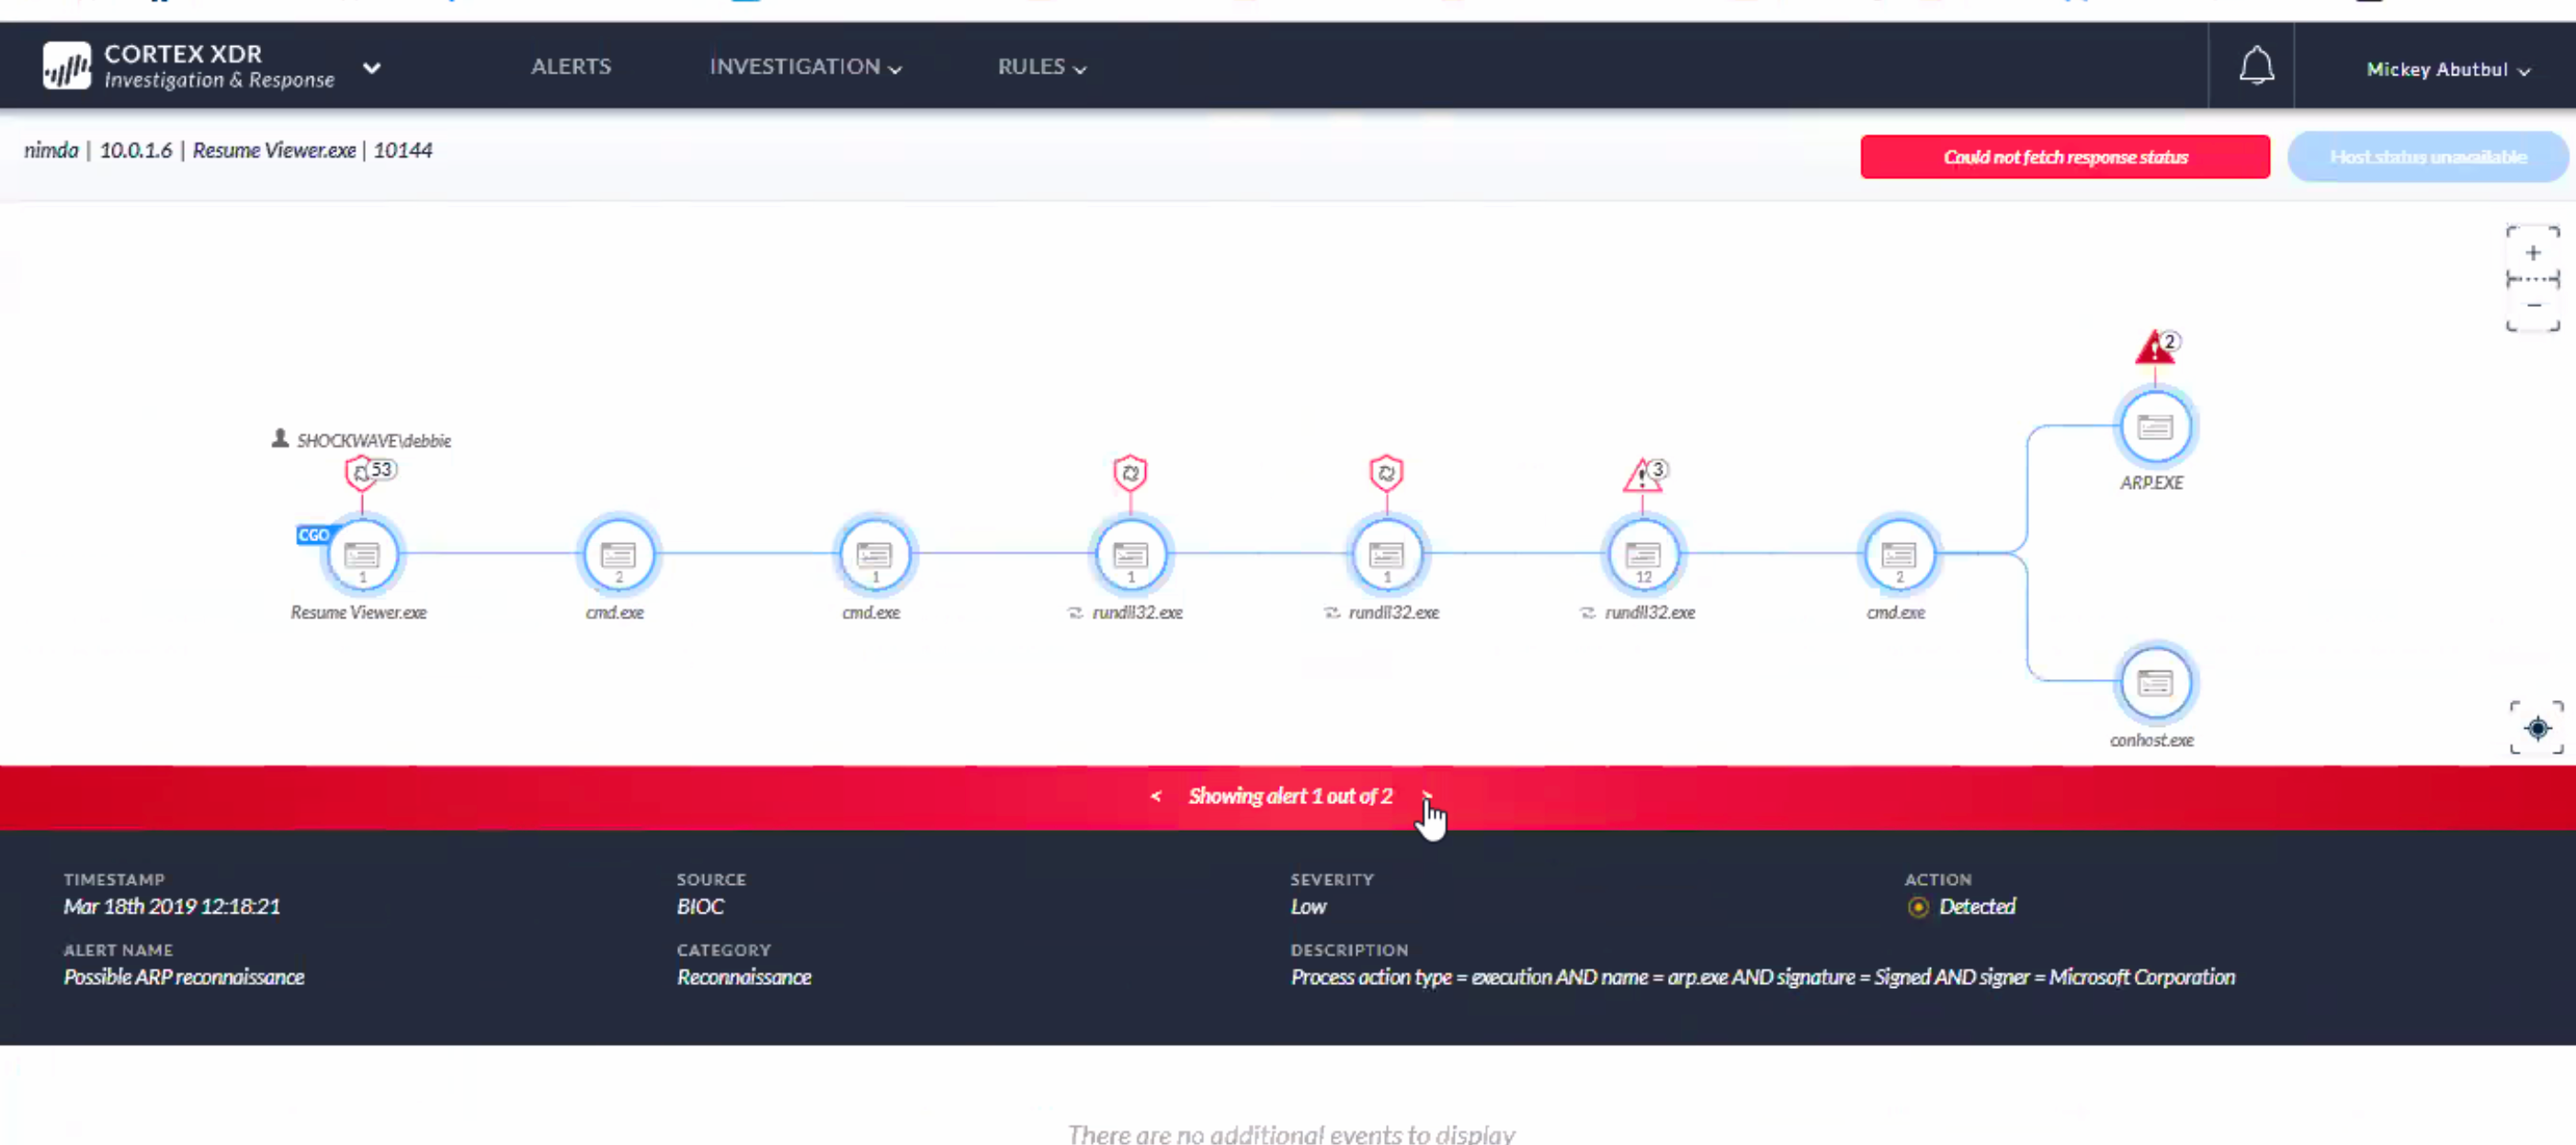 CORTEX XDR
Investigation & Response
ALERTS
INVESTIGATION
RULES
Mickey Abutbul
nimda | 10.0.1.6 | Resume Viewer.exe | 10144
Could not fetch response status
Host status unavailable
+
-
2
ARP.EXE
SHOCKWAVE\debbie
53
3
CGO
1
2
1
1
1
12
2
Resume Viewer.exe
cmd.exe
cmd.exe
rundll32.exe
rundll32.exe
rundll32.exe
cmd.exe
conhost.exe
< Showing alert 1 out of 2 >
TIMESTAMP
Mar 18th 2019 12:18:21
SOURCE
BIOC
SEVERITY
Low
ACTION
Detected
ALERT NAME
Possible ARP reconnaissance
CATEGORY
Reconnaissance
DESCRIPTION
Process action type = execution AND name = arp.exe AND signature = Signed AND signer = Microsoft Corporation
There are no additional events to display